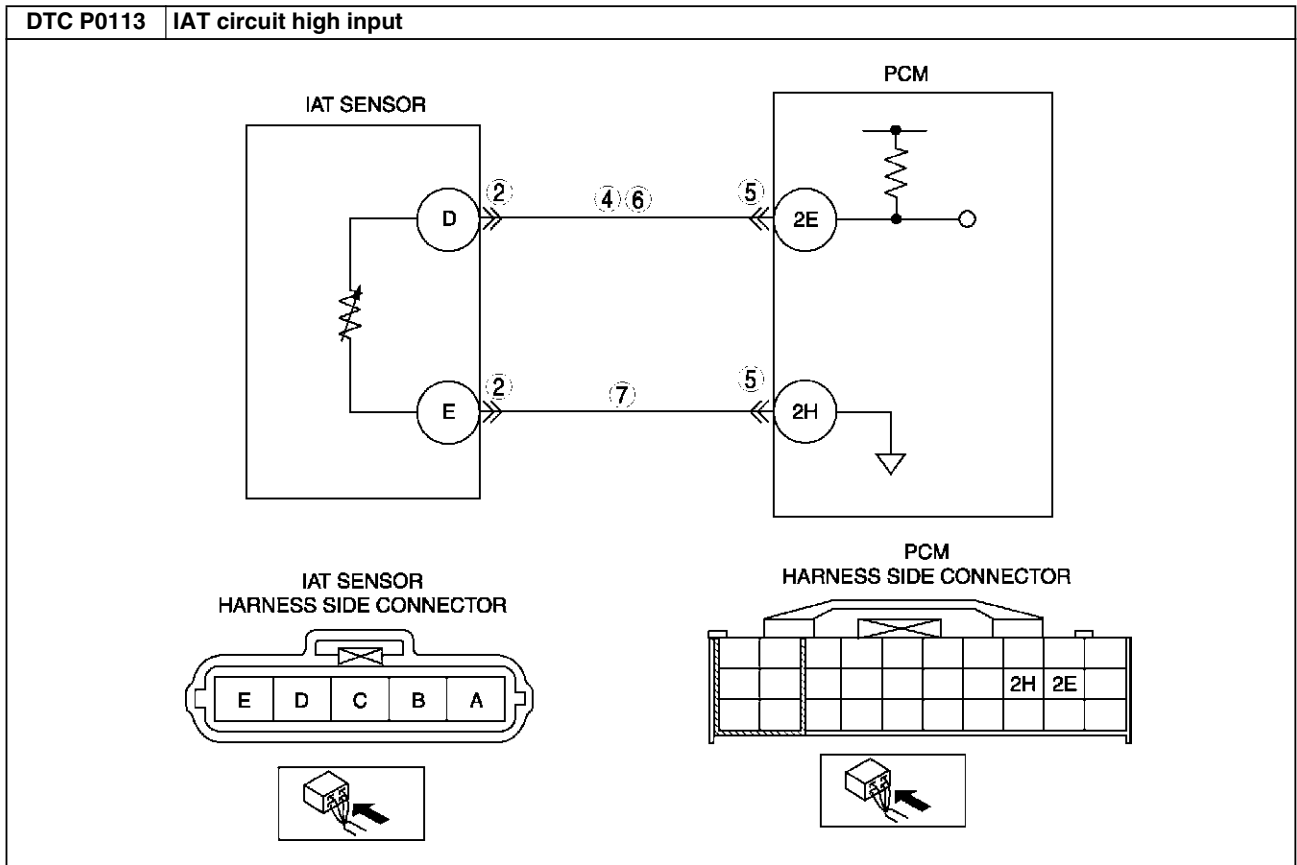 DTC P0113 IAT circuit high input
PCM
IAT SENSOR
D 2 4 6 5 2E
E 2 7 5 2H
IAT SENSOR
HARNESS SIDE CONNECTOR
PCM
HARNESS SIDE CONNECTOR
E D C B A
2H 2E